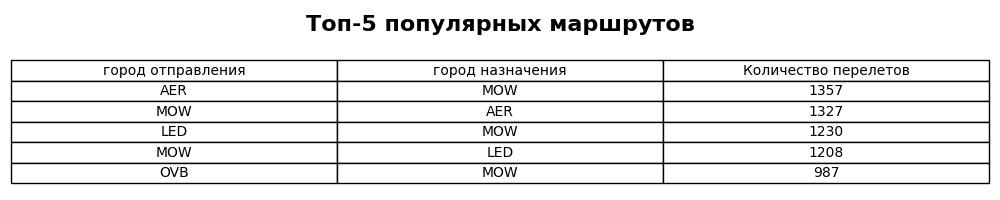 Топ-5 популярных маршрутов
город отправления город назначения Количество перелетов
AER MOW 1357
MOW AER 1327
LED MOW 1230
MOW LED 1208
OVB MOW 987